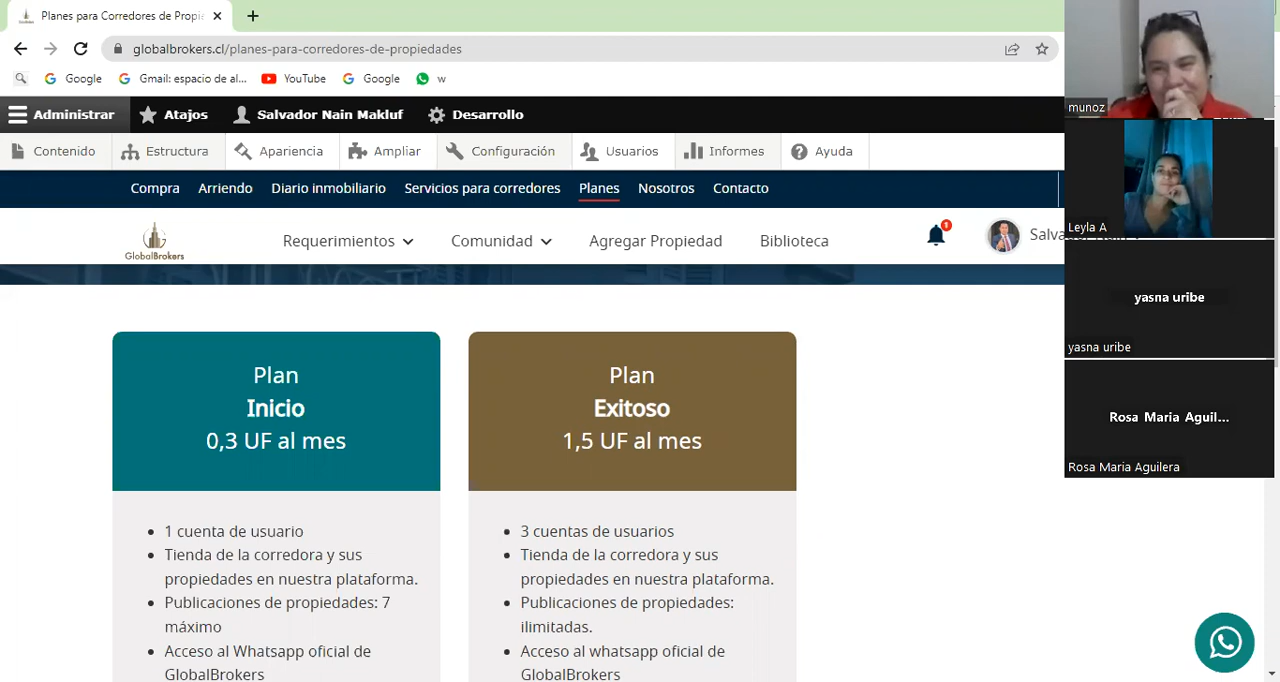 Planes para Corredores de Propi
globalbrokers.cl/planes-para-corredores-de-propiedades
Google
Gmail: espacio de al...
YouTube
Google
w
munoz
Administrar
Atajos
Salvador Nain Makluf
Desarrollo
Contenido
Estructura
Apariencia
Ampliar
Configuración
Usuarios
Informes
Ayuda
Compra
Arriendo
Diario inmobiliario
Servicios para corredores
Planes
Nosotros
Contacto
Leyla A
GlobalBrokers
Requerimientos
Comunidad
Agregar Propiedad
Biblioteca
1
yasna uribe
yasna uribe
Rosa Maria Aguil...
Rosa Maria Aguilera
Plan
Inicio
0,3 UF al mes
1 cuenta de usuario
Tienda de la corredora y sus
propiedades en nuestra plataforma.
Publicaciones de propiedades: 7
máximo
Acceso al Whatsapp oficial de
GlobalBrokers
Plan
Exitoso
1,5 UF al mes
3 cuentas de usuarios
Tienda de la corredora y sus
propiedades en nuestra plataforma.
Publicaciones de propiedades:
ilimitadas.
Acceso al whatsapp oficial de
GlobalBrokers